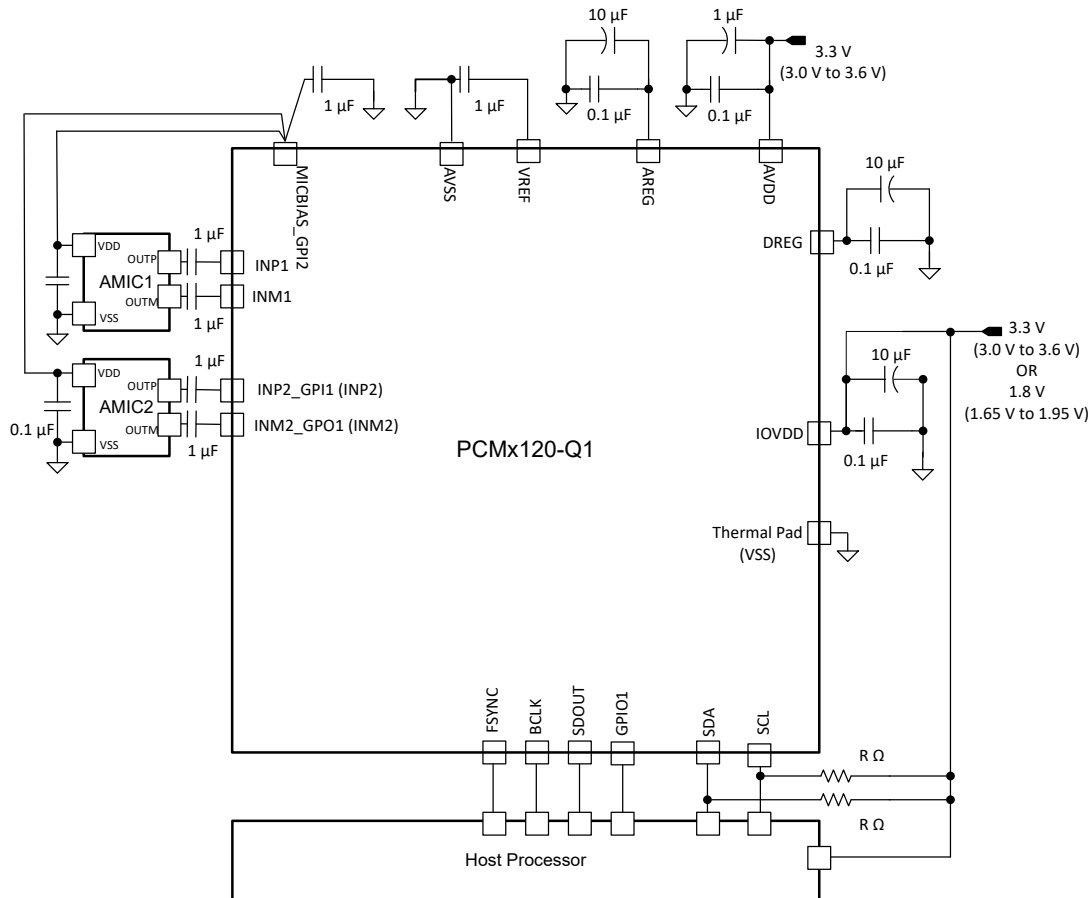 10 µF
1 µF
3.3 V
(3.0 V to 3.6 V)
1 µF
1 µF
0.1 µF
0.1 µF
MICBIAS_GPI2
AVSS
VREF
AREG
AVDD
10 µF
DREG
0.1 µF
VDD
OUTP
AMIC1
OUTM
VSS
1 µF
1 µF
INP1
INM1
3.3 V
(3.0 V to 3.6 V)
OR
1.8 V
(1.65 V to 1.95 V)
10 µF
IOVDD
0.1 µF
VDD
OUTP
AMIC2
OUTM
VSS
0.1 µF
1 µF
1 µF
INP2_GPI1 (INP2)
INM2_GPO1 (INM2)
PCMx120-Q1
Thermal Pad
(VSS)
FSYNC
BCLK
SDOUT
GPIO1
SDA
SCL
R Ω
R Ω
Host Processor